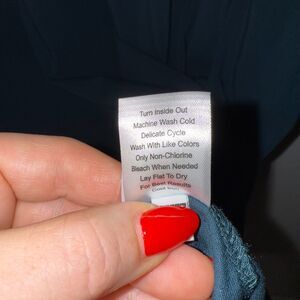 Turn Inside Out
Machine Wash Cold
Delicate Cycle
Wash With Like Colors
Only Non-Chlorine
Bleach When Needed
Lay Flat To Dry
For Best Results